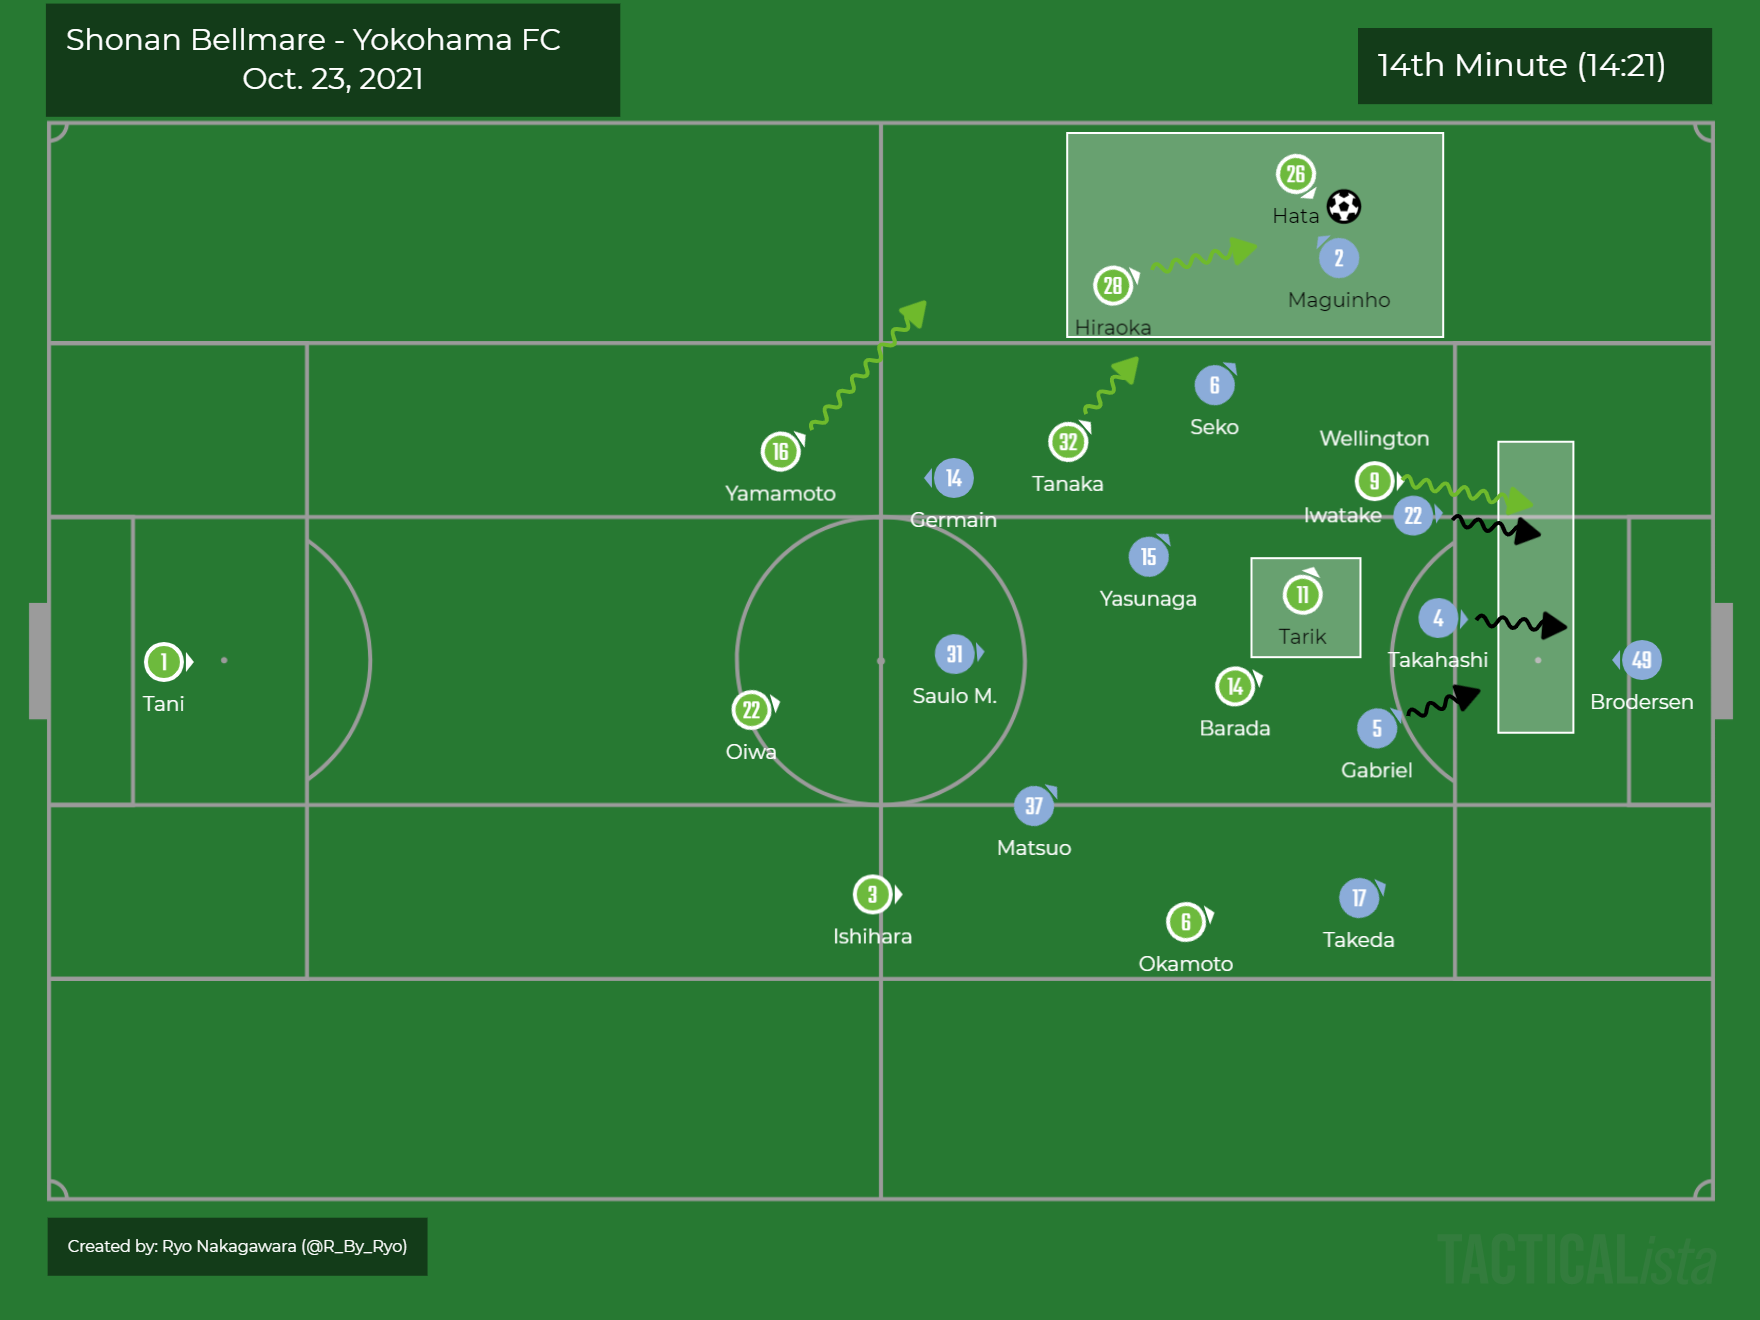 Shonan Bellmare - Yokohama FC
Oct. 23, 2021
14th Minute (14:21)
26
Hata
2
Maguinho
28
Hiraoka
6
Seko
16
Yamamoto
32
Tanaka
Wellington
9
14
Germain
Iwatake 22
15
Yasunaga
11
Tarik
4
Takahashi
1
Tani
31
Saulo M.
49
Brodersen
22
Oiwa
14
Barada
5
Gabriel
37
Matsuo
3
Ishihara
6
Okamoto
17
Takeda
Created by: Ryo Nakagawara (@R_By_Ryo)
TACTICALista